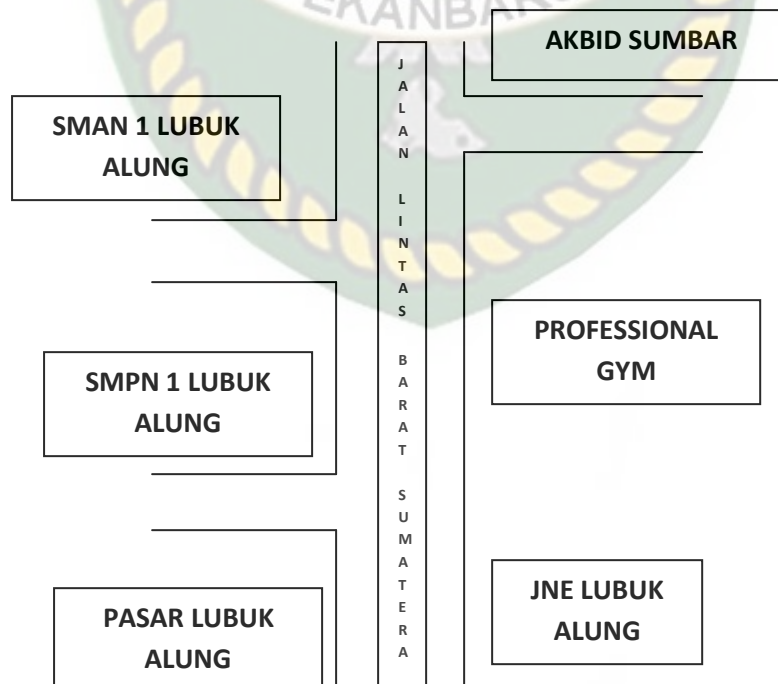 EKANBAR
AKBID SUMBAR
SMAN 1 LUBUK
ALUNG
JALAN LINTAS BARAT SUMATERA
PROFESSIONAL
GYM
SMPN 1 LUBUK
ALUNG
JNE LUBUK
ALUNG
PASAR LUBUK
ALUNG